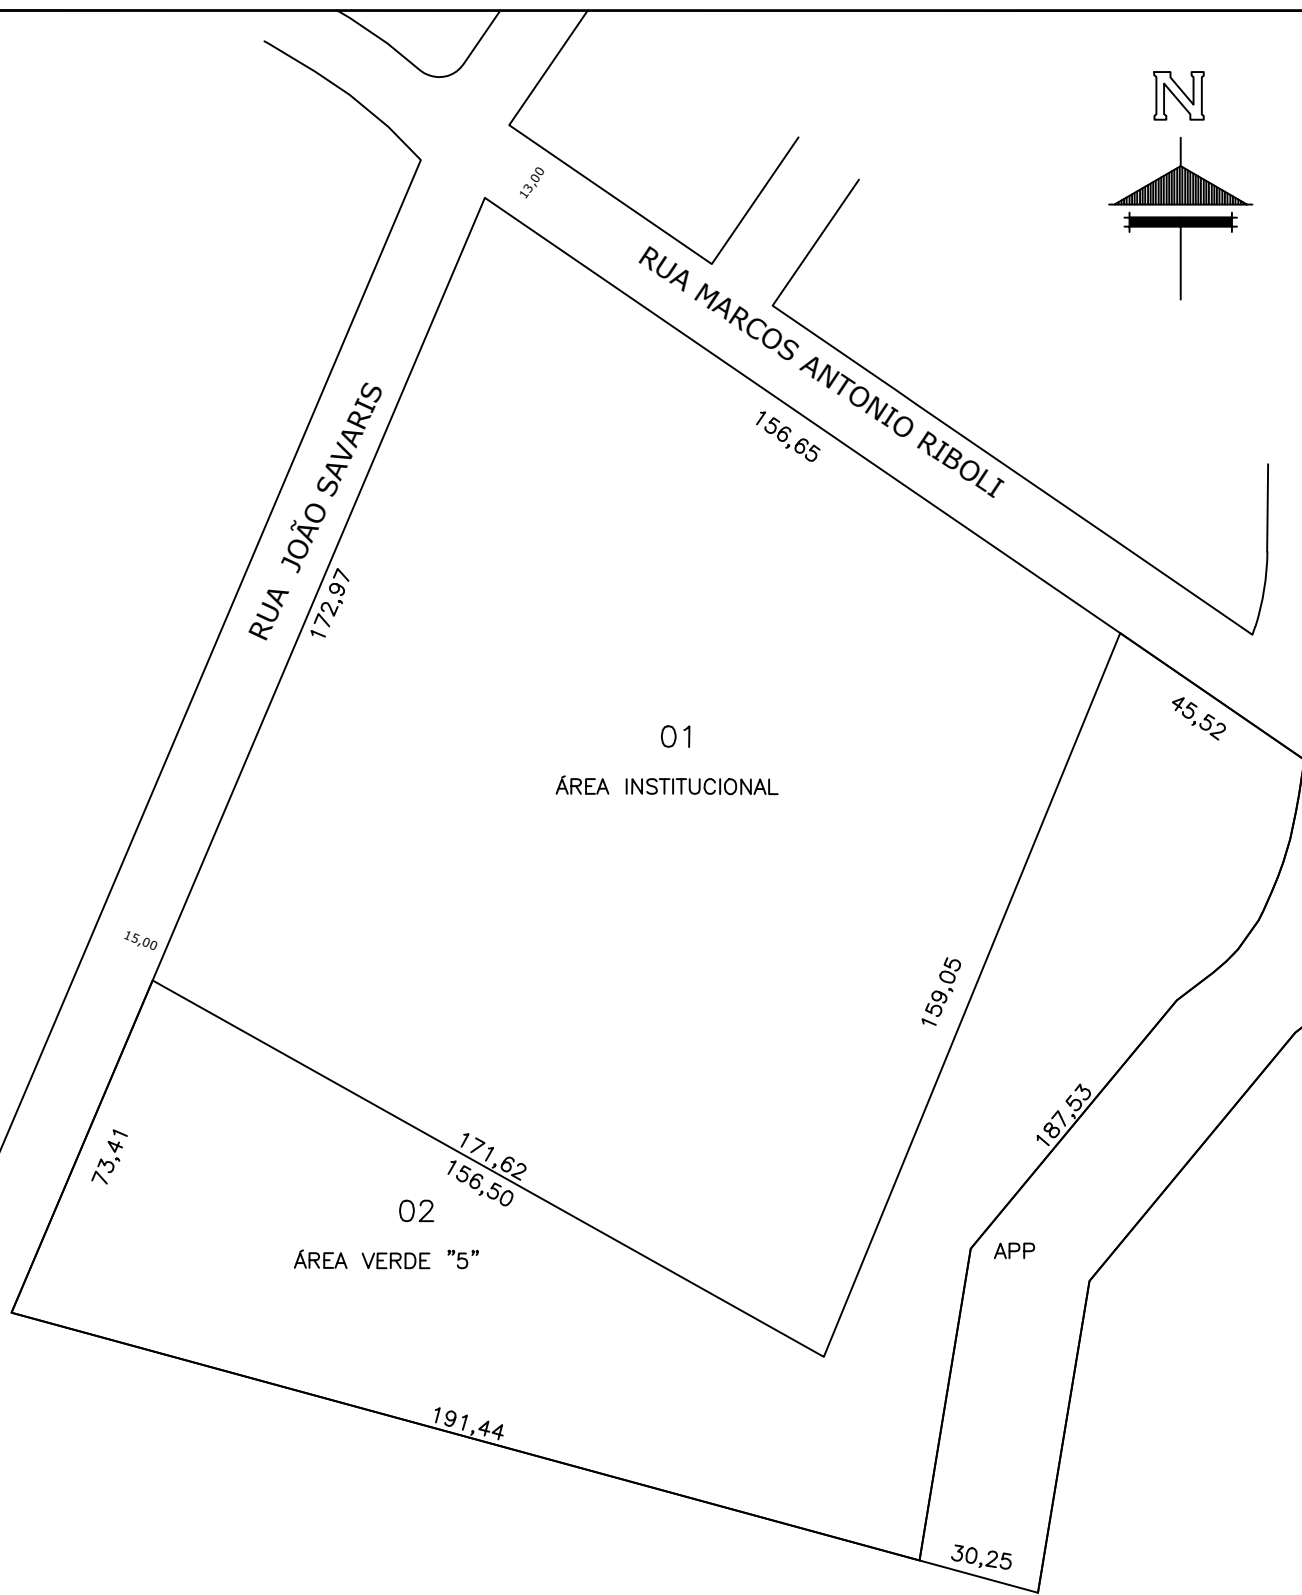 N
13,00
RUA MARCOS ANTONIO RIBOLI
156,65
RUA JOÃO SAVARIS
172,97
45,52
01
ÁREA INSTITUCIONAL
15,00
159,05
187,53
73,41
171,62
156,50
02
ÁREA VERDE "5"
APP
191,44
30,25